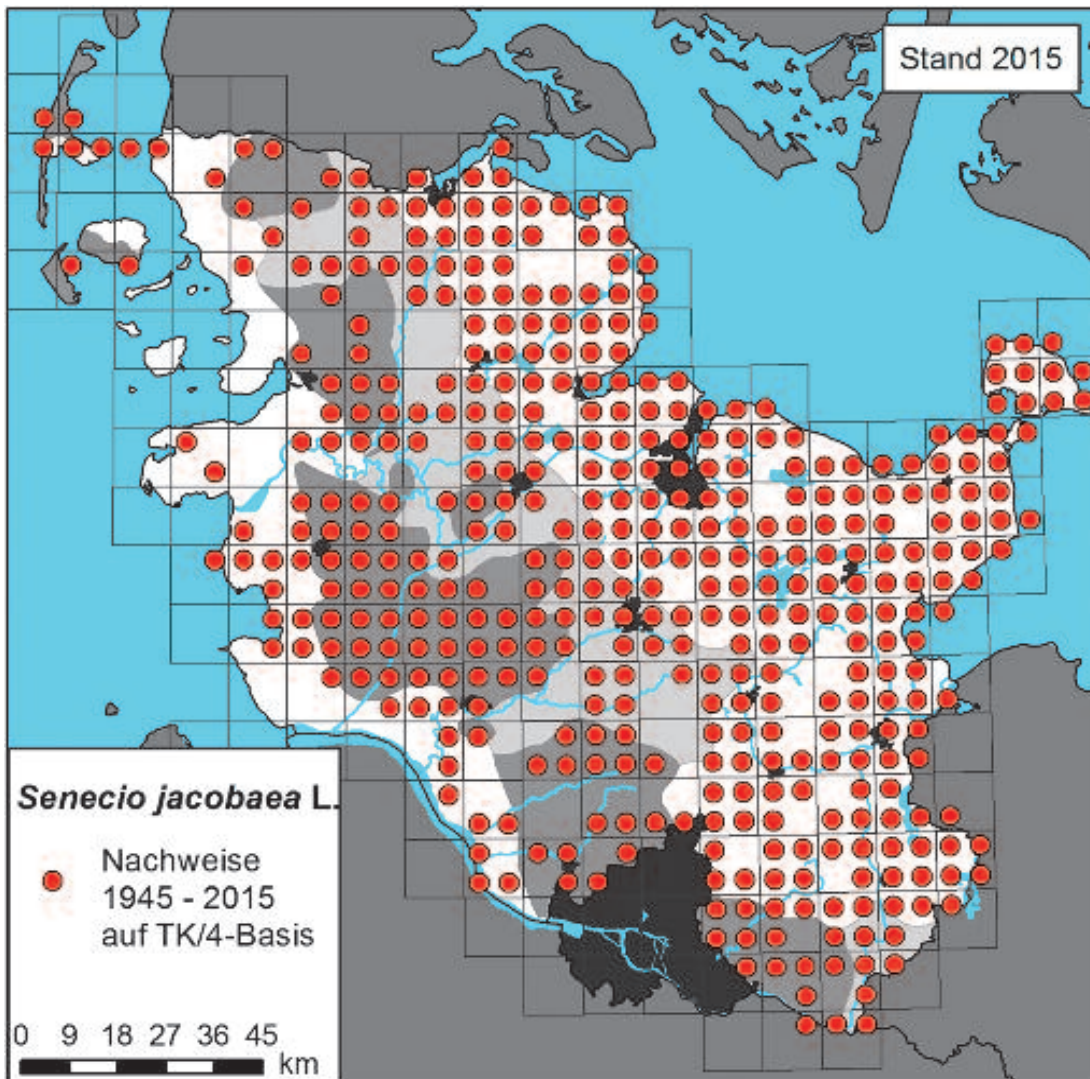 Stand 2015
Senecio jacobaea L.
Nachweise
1945 - 2015
auf TK/4-Basis
0 9 18 27 36 45
km